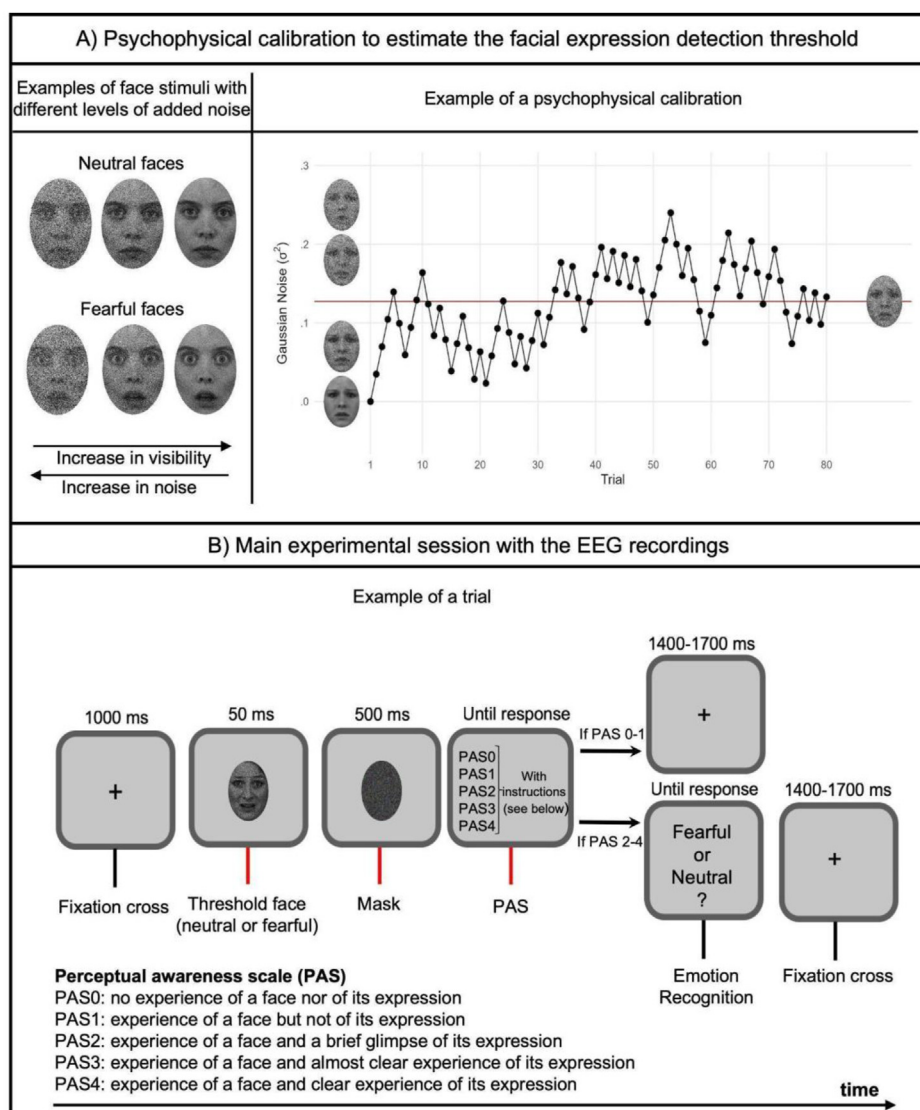 A) Psychophysical calibration to estimate the facial expression detection threshold
Examples of face stimuli with
different levels of added noise
Example of a psychophysical calibration
Neutral faces
Fearful faces
Increase in visibility
Increase in noise
Gaussian Noise (σ²)
.3
.2
.1
.0
1
10
20
30
40
50
60
70
80
Trial
B) Main experimental session with the EEG recordings
Example of a trial
1000 ms
50 ms
500 ms
Until response
1400-1700 ms
+
+
PAS0
PAS1
PAS2
PAS3
PAS4
With
instructions
(see below)
If PAS 0-1
If PAS 2-4
Until response
1400-1700 ms
Fearful
or
Neutral
?
+
Fixation cross
Threshold face
(neutral or fearful)
Mask
PAS
Emotion
Recognition
Fixation cross
Perceptual awareness scale (PAS)
PAS0: no experience of a face nor of its expression
PAS1: experience of a face but not of its expression
PAS2: experience of a face and a brief glimpse of its expression
PAS3: experience of a face and almost clear experience of its expression
PAS4: experience of a face and clear experience of its expression
time